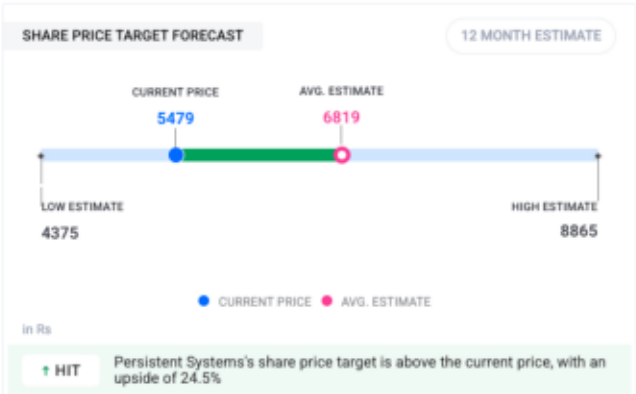 SHARE PRICE TARGET FORECAST
12 MONTH ESTIMATE
CURRENT PRICE
AVG. ESTIMATE
5479
6819
LOW ESTIMATE
HIGH ESTIMATE
4375
8865
CURRENT PRICE
AVG. ESTIMATE
in Rs
↑ HIT
Persistent Systems's share price target is above the current price, with an
upside of 24.5%